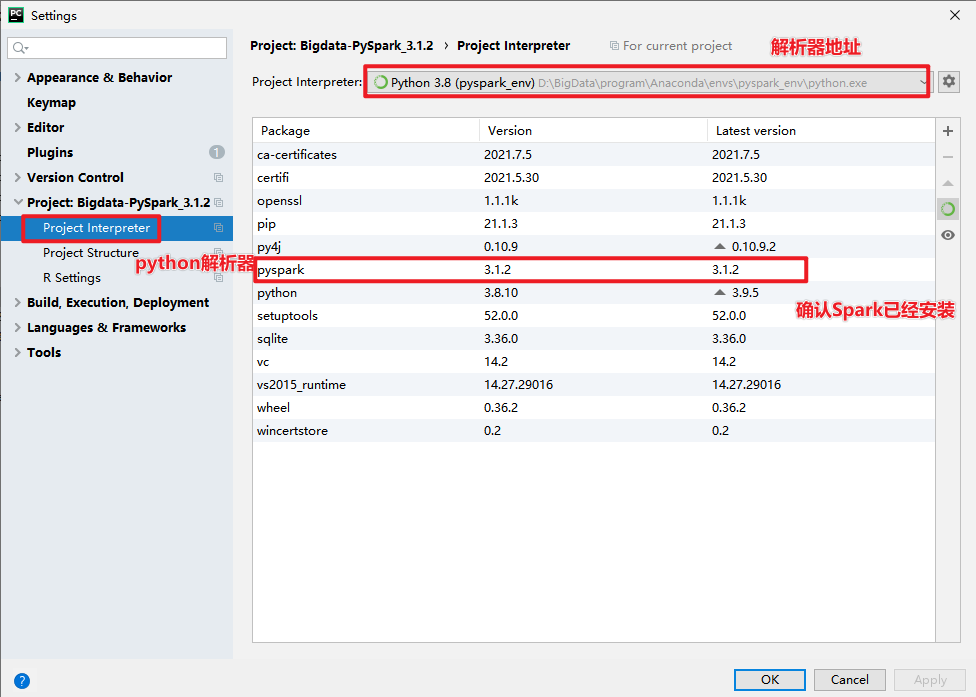 PC Settings
Project: Bigdata-PySpark_3.1.2 › Project Interpreter For current project 解析器地址
Appearance & Behavior
Keymap
Editor
Plugins 1
Version Control
Project: Bigdata-PySpark_3.1.2
Project Interpreter
Project Structure
python解析器
R Settings
Build, Execution, Deployment
Languages & Frameworks
Tools
Project Interpreter: Python 3.8 (pyspark_env) D:\BigData\program\Anaconda\envs\pyspark_env\python.exe
Package Version Latest version
ca-certificates 2021.7.5 2021.7.5
certifi 2021.5.30 2021.5.30
openssl 1.1.1k 1.1.1k
pip 21.1.3 21.1.3
py4j 0.10.9 0.10.9.2
pyspark 3.1.2 3.1.2
python 3.8.10 3.9.5
确认Spark已经安装
setuptools 52.0.0 52.0.0
sqlite 3.36.0 3.36.0
vc 14.2 14.2
vs2015_runtime 14.27.29016 14.27.29016
wheel 0.36.2 0.36.2
wincertstore 0.2 0.2
? OK Cancel Apply